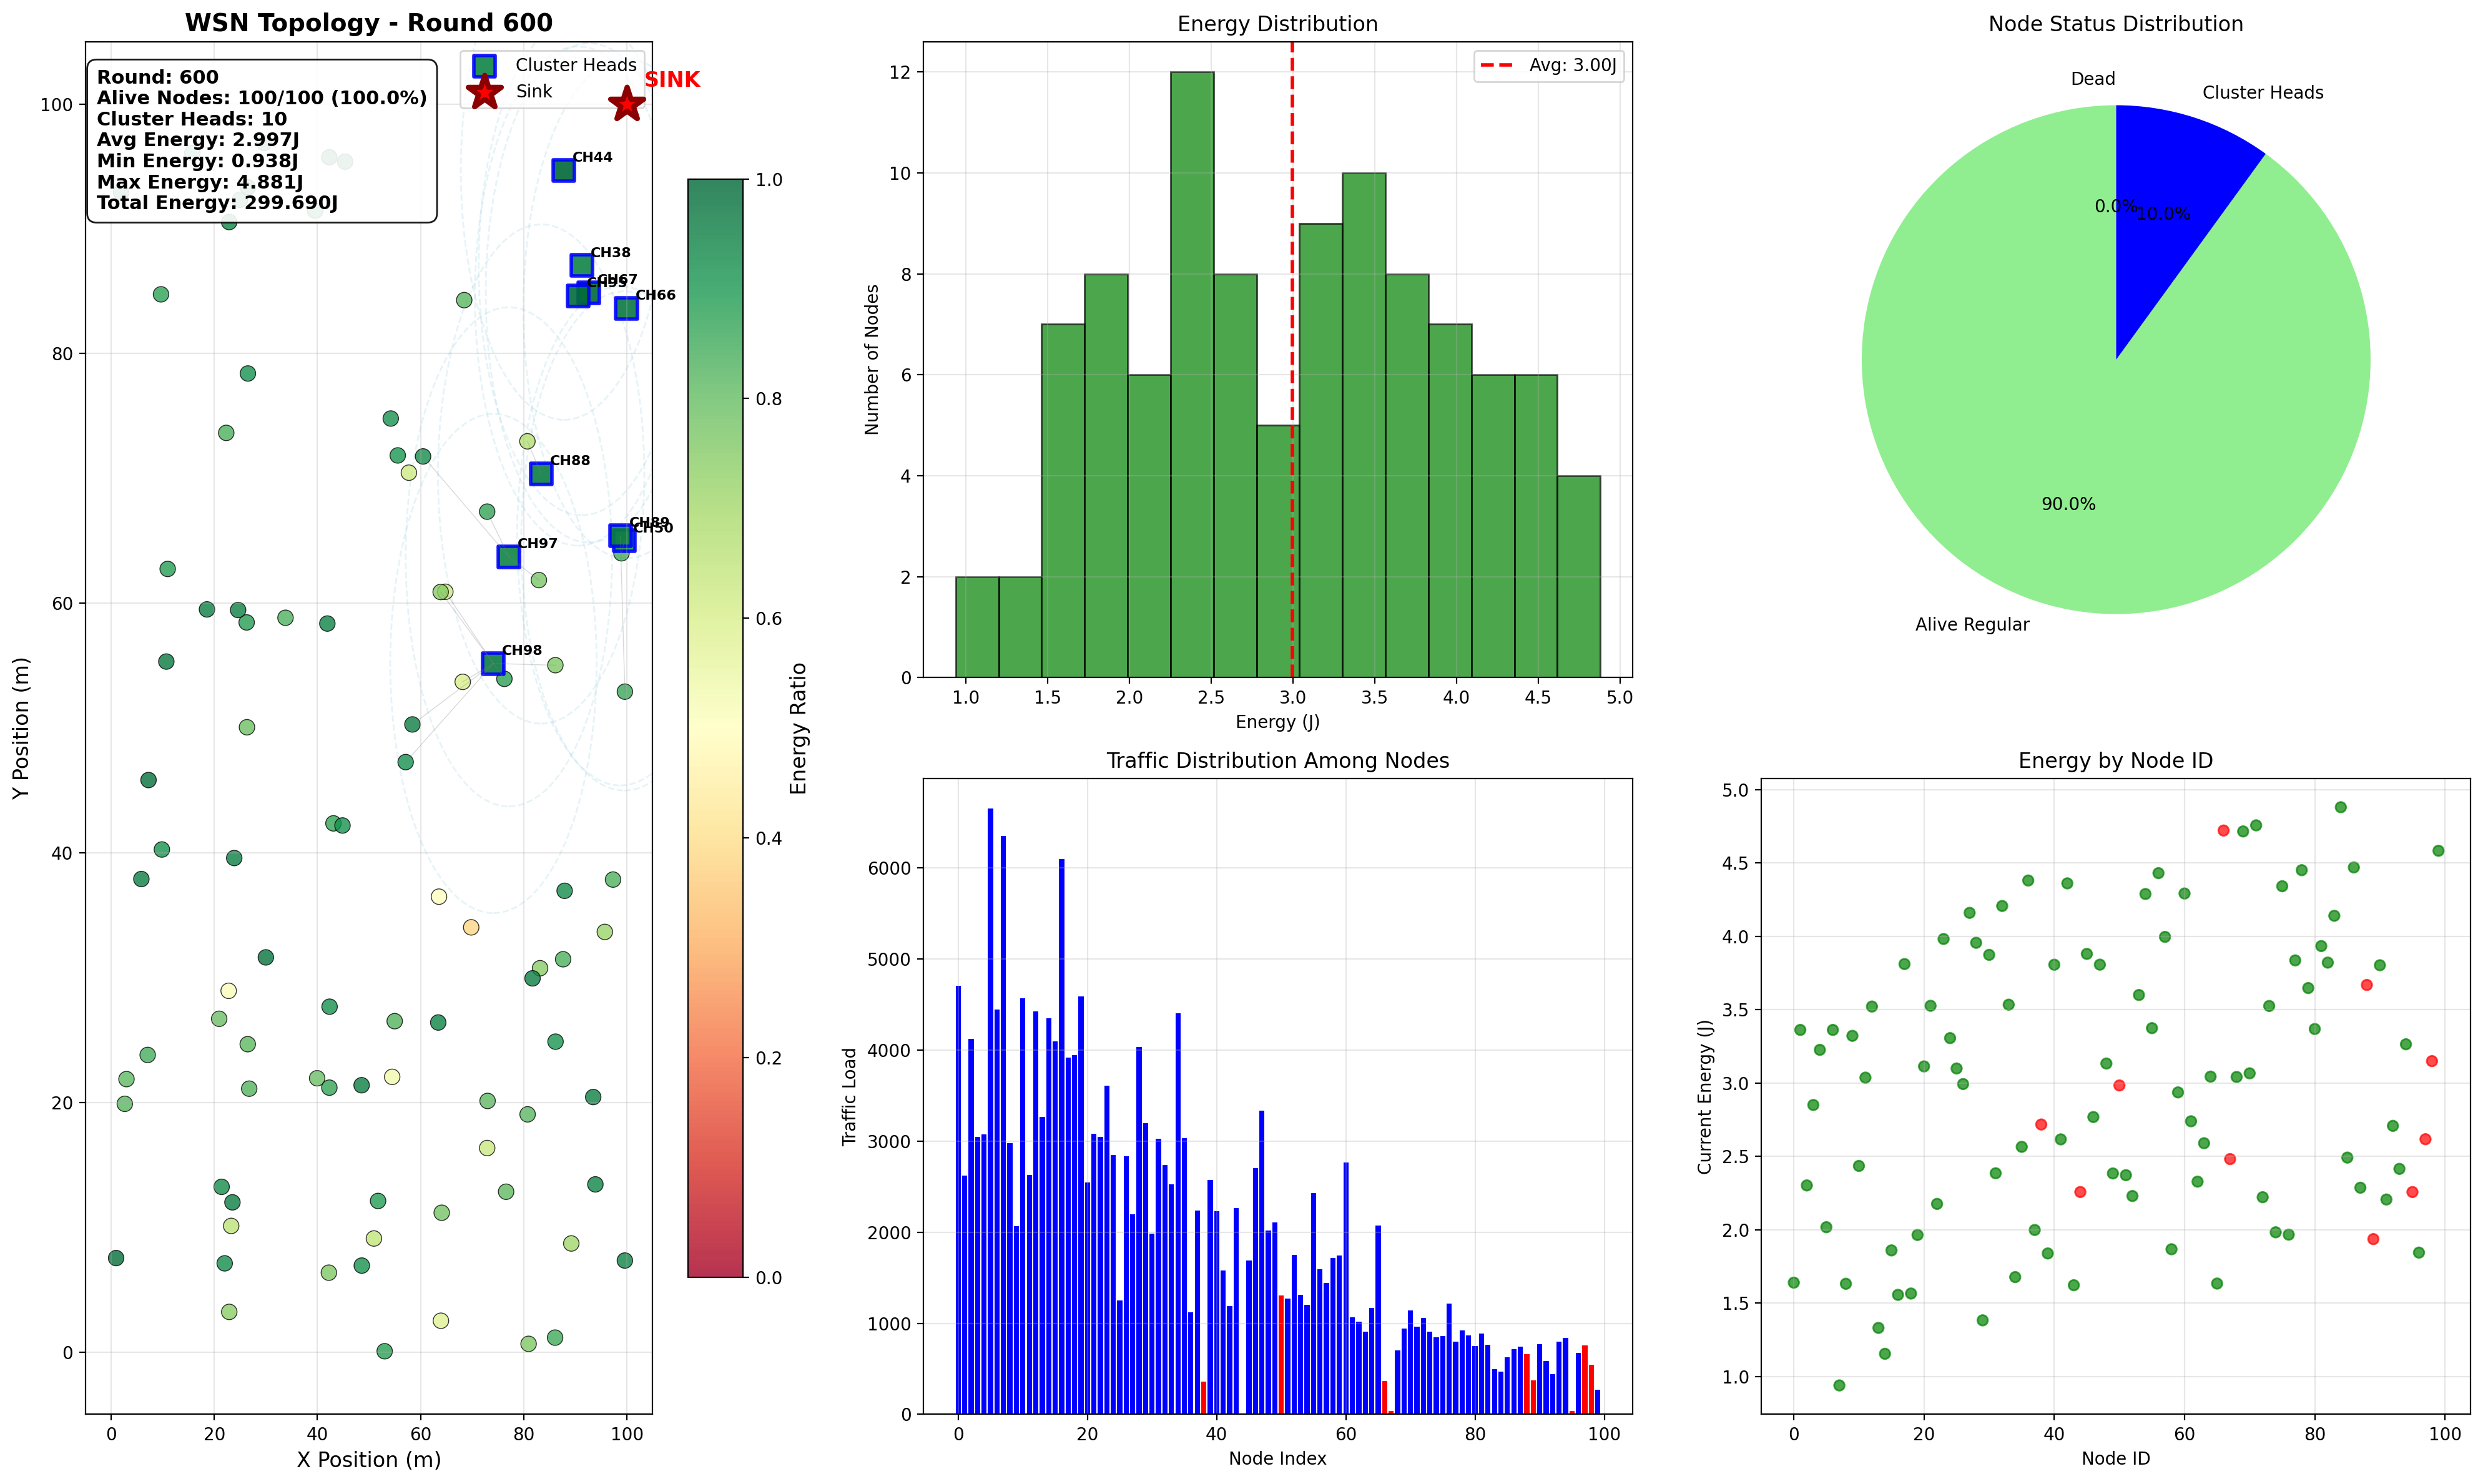 WSN Topology - Round 600
Round: 600
Alive Nodes: 100/100 (100.0%)
Cluster Heads: 10
Avg Energy: 2.997J
Min Energy: 0.938J
Max Energy: 4.881J
Total Energy: 299.690J
Cluster Heads
Sink
SINK
CH44
CH38
CH67
CH95
CH66
CH88
CH89
CH50
CH97
CH98
100
80
60
40
20
0
Y Position (m)
0 20 40 60 80 100
X Position (m)
1.0
0.8
0.6
0.4
0.2
0.0
Energy Ratio
Energy Distribution
Avg: 3.00J
12
10
8
6
4
2
0
Number of Nodes
1.0 1.5 2.0 2.5 3.0 3.5 4.0 4.5 5.0
Energy (J)
Node Status Distribution
Dead
Cluster Heads
0.0%
10.0%
90.0%
Alive Regular
Traffic Distribution Among Nodes
6000
5000
4000
3000
2000
1000
0
Traffic Load
0 20 40 60 80 100
Node Index
Energy by Node ID
5.0
4.5
4.0
3.5
3.0
2.5
2.0
1.5
1.0
Current Energy (J)
0 20 40 60 80 100
Node ID